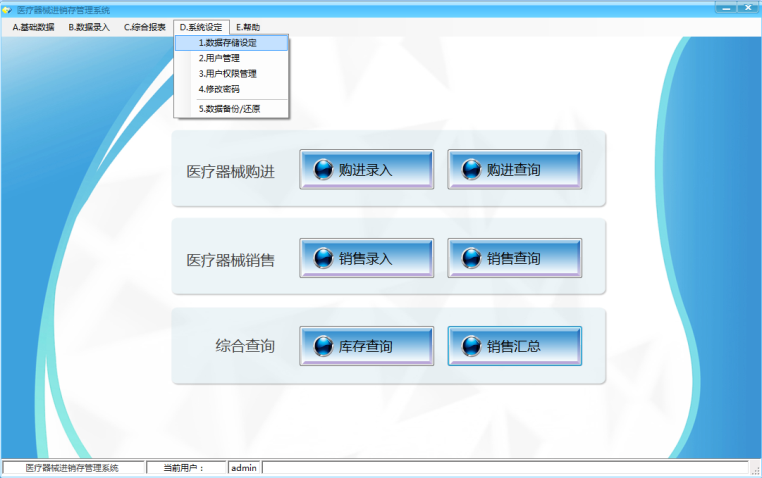 医疗器械进销存管理系统
A.基础数据 B.数据录入 C.综合报表 D.系统设定 E.帮助
1.数据存储设定
2.用户管理
3.用户权限管理
4.修改密码
5.数据备份/还原
医疗器械购进 购进录入 购进查询
医疗器械销售 销售录入 销售查询
综合查询 库存查询 销售汇总
医疗器械进销存管理系统 当前用户： admin